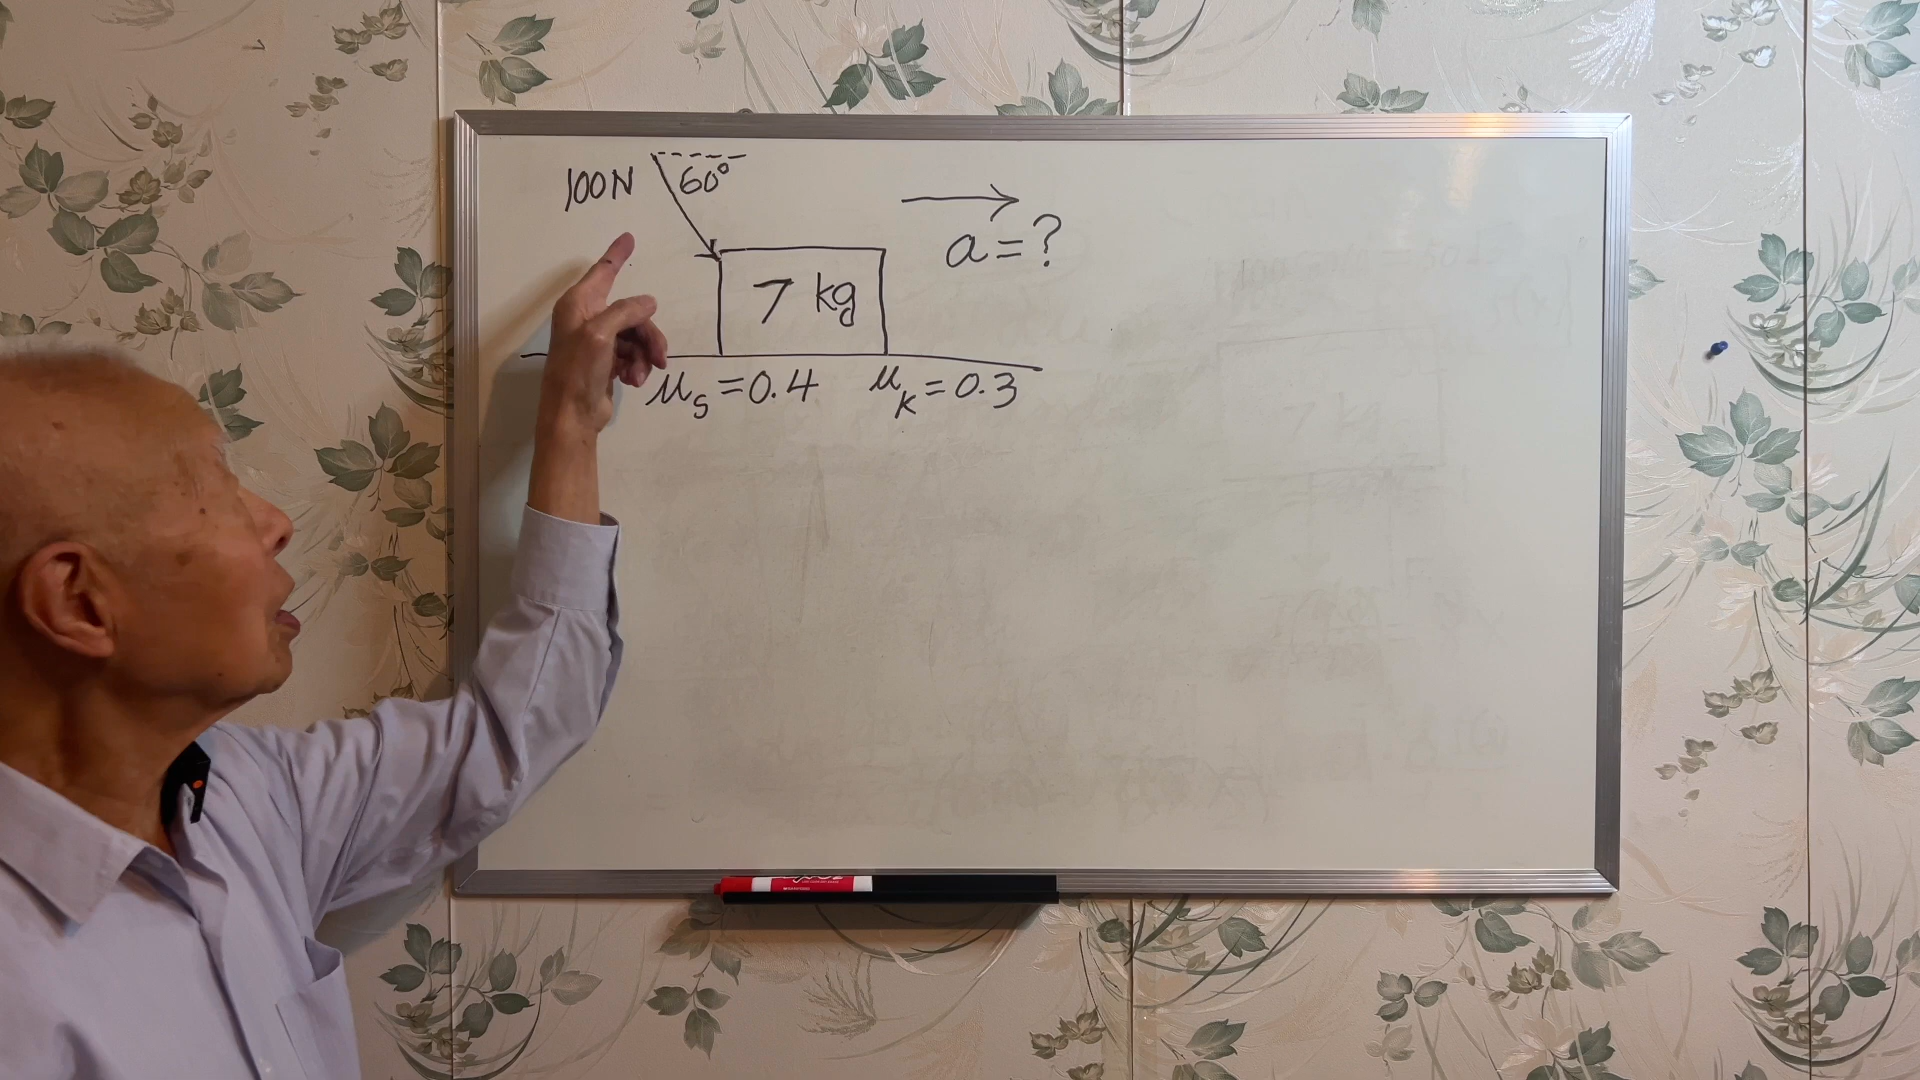 100N 60°
a = ?
7 kg
μs = 0.4 μk = 0.3